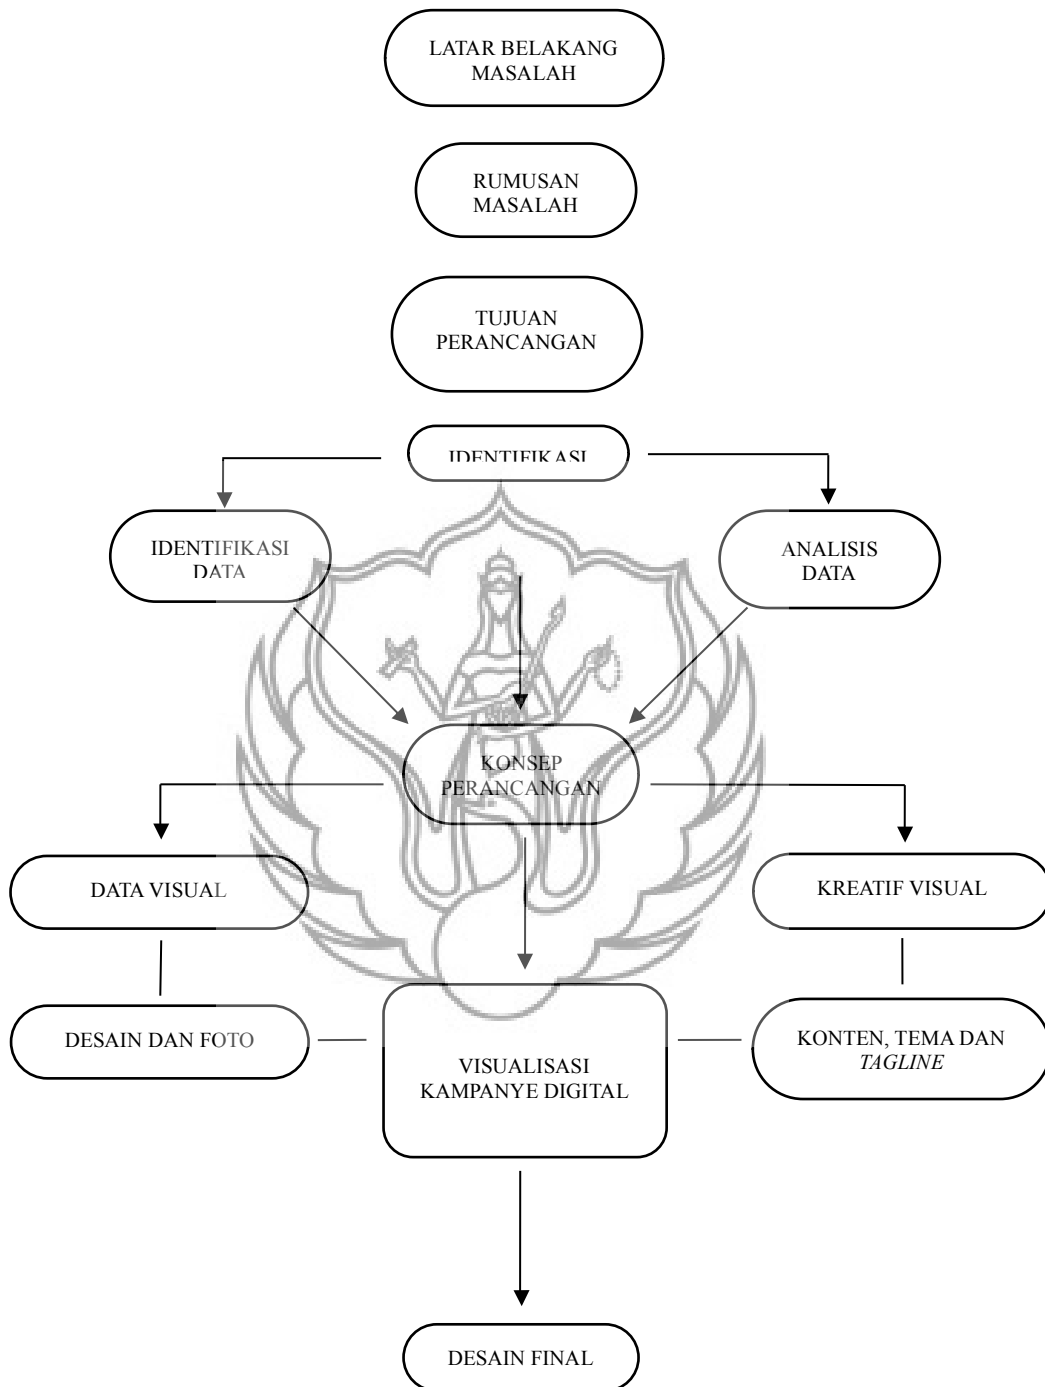 LATAR BELAKANG
MASALAH
RUMUSAN
MASALAH
TUJUAN
PERANCANGAN
IDENTIFIKASI
IDENTIFIKASI
DATA
ANALISIS
DATA
KONSEP
PERANCANGAN
DATA VISUAL
KREATIF VISUAL
DESAIN DAN FOTO
VISUALISASI
KAMPANYE DIGITAL
KONTEN, TEMA DAN
TAGLINE
DESAIN FINAL